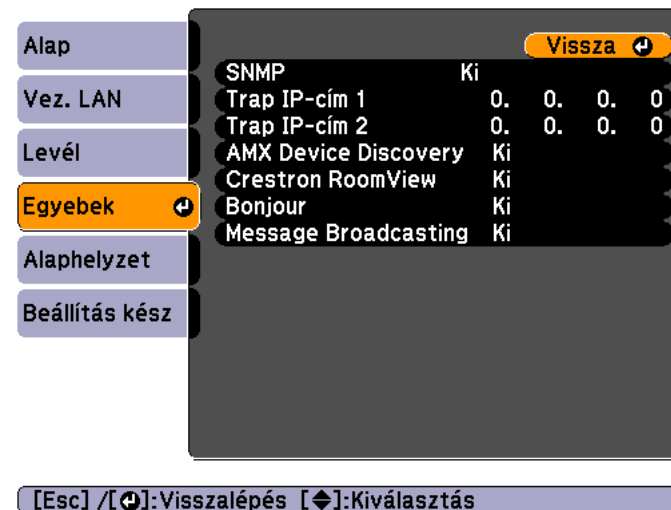 Alap
Vez. LAN
Levél
Egyebek
Alaphelyzet
Beállítás kész
Vissza
SNMP Ki
Trap IP-cím 1 0. 0. 0. 0
Trap IP-cím 2 0. 0. 0. 0
AMX Device Discovery Ki
Crestron RoomView Ki
Bonjour Ki
Message Broadcasting Ki
[Esc] /[⏎]:Visszalépés [◆]:Kiválasztás